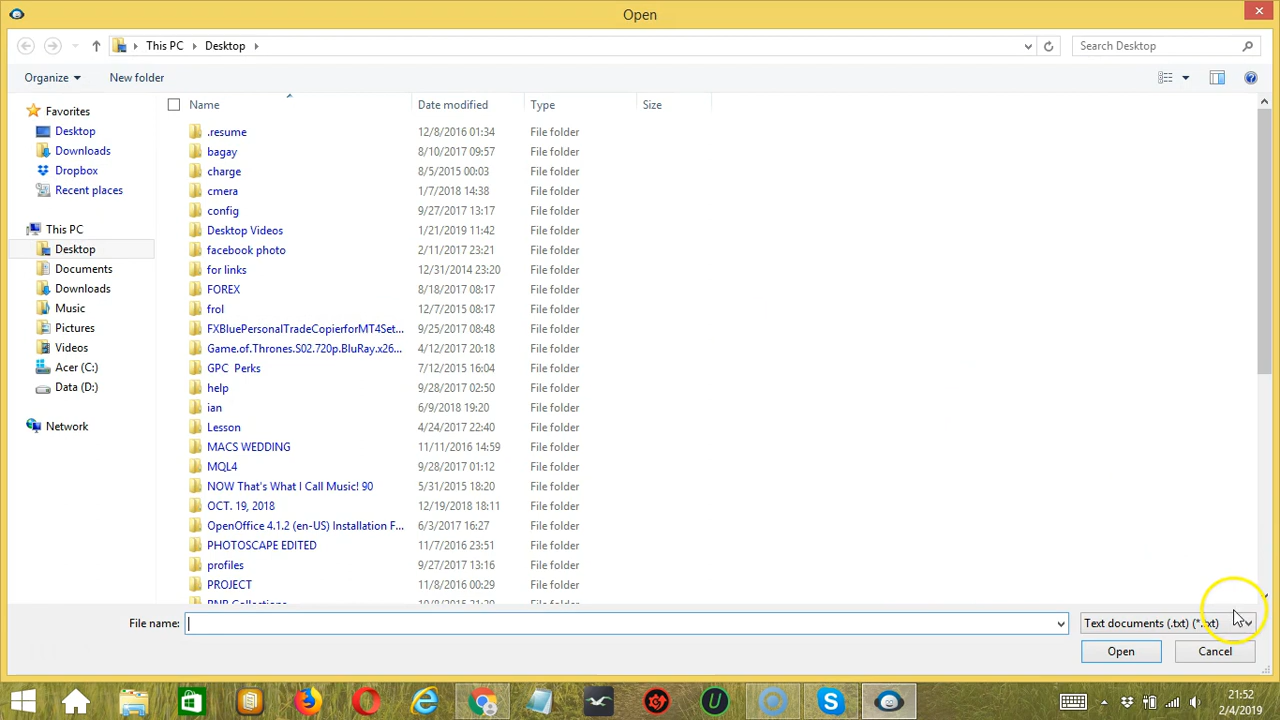 Open
This PC Desktop
Search Desktop
Organize New folder
Name Date modified Type Size
Favorites
Desktop
Downloads
Dropbox
Recent places
This PC
Desktop
Documents
Downloads
Music
Pictures
Videos
Acer (C:)
Data (D:)
Network
.resume 12/8/2016 01:34 File folder
bagay 8/10/2017 09:57 File folder
charge 8/5/2015 00:03 File folder
cmera 1/7/2018 14:38 File folder
config 9/27/2017 13:17 File folder
Desktop Videos 1/21/2019 11:42 File folder
facebook photo 2/11/2017 23:21 File folder
for links 12/31/2014 23:20 File folder
FOREX 8/18/2017 08:17 File folder
frol 12/7/2015 08:17 File folder
FXBluePersonalTradeCopierforMT4Set... 9/25/2017 08:48 File folder
Game.of.Thrones.S02.720p.BluRay.x26... 4/12/2017 20:18 File folder
GPC Perks 7/12/2015 16:04 File folder
help 9/28/2017 02:50 File folder
ian 6/9/2018 19:20 File folder
Lesson 4/24/2017 22:40 File folder
MACS WEDDING 11/11/2016 14:59 File folder
MQL4 9/28/2017 01:12 File folder
NOW That's What I Call Music! 90 5/31/2015 18:20 File folder
OCT. 19, 2018 12/19/2018 18:11 File folder
OpenOffice 4.1.2 (en-US) Installation F... 6/3/2017 16:27 File folder
PHOTOSCAPE EDITED 11/7/2016 23:51 File folder
profiles 9/27/2017 13:16 File folder
PROJECT 11/8/2016 00:29 File folder
File name:
Text documents (.txt) (*.txt)
Open Cancel
21:52
2/4/2019